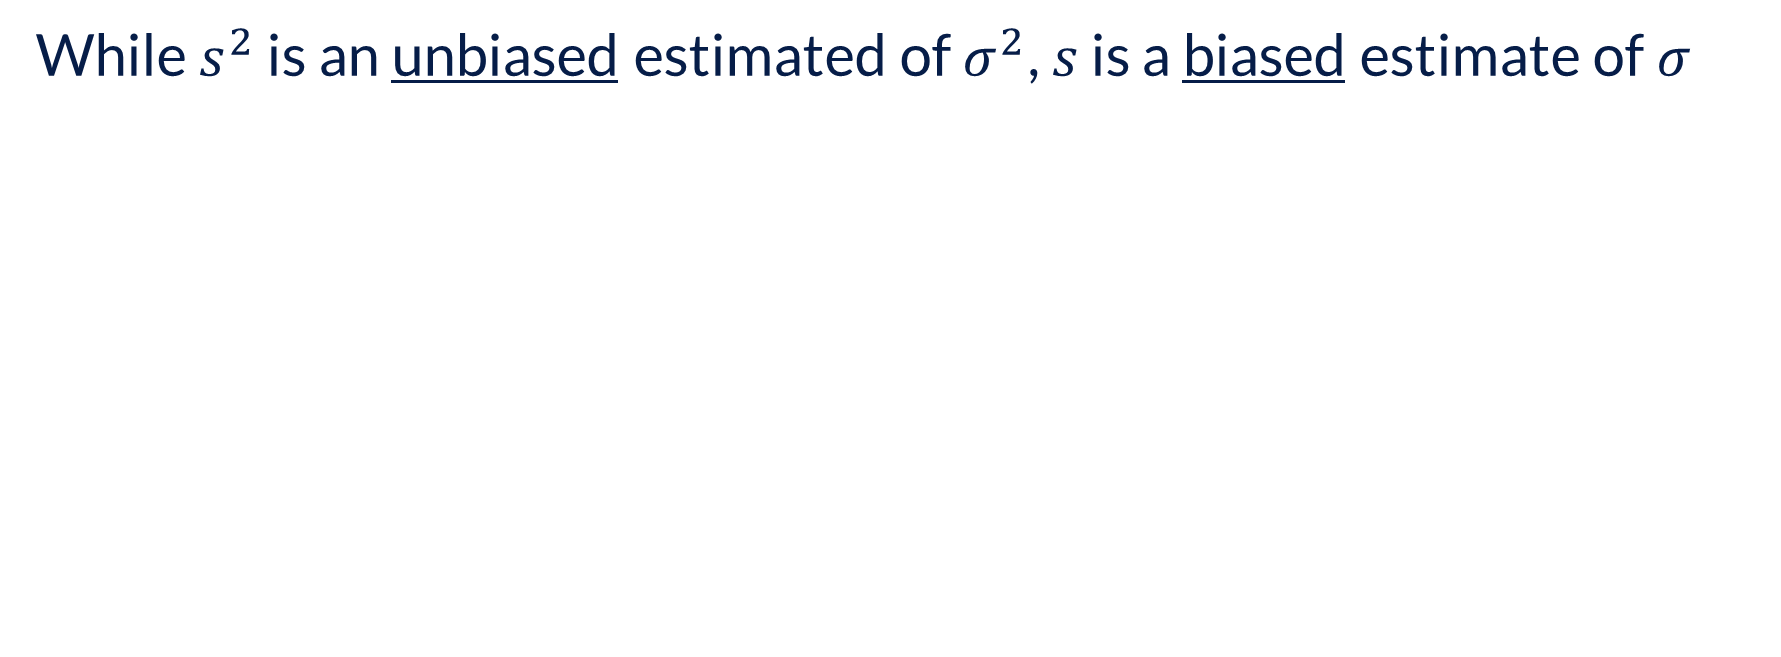 While s² is an unbiased estimated of σ², s is a biased estimate of σ